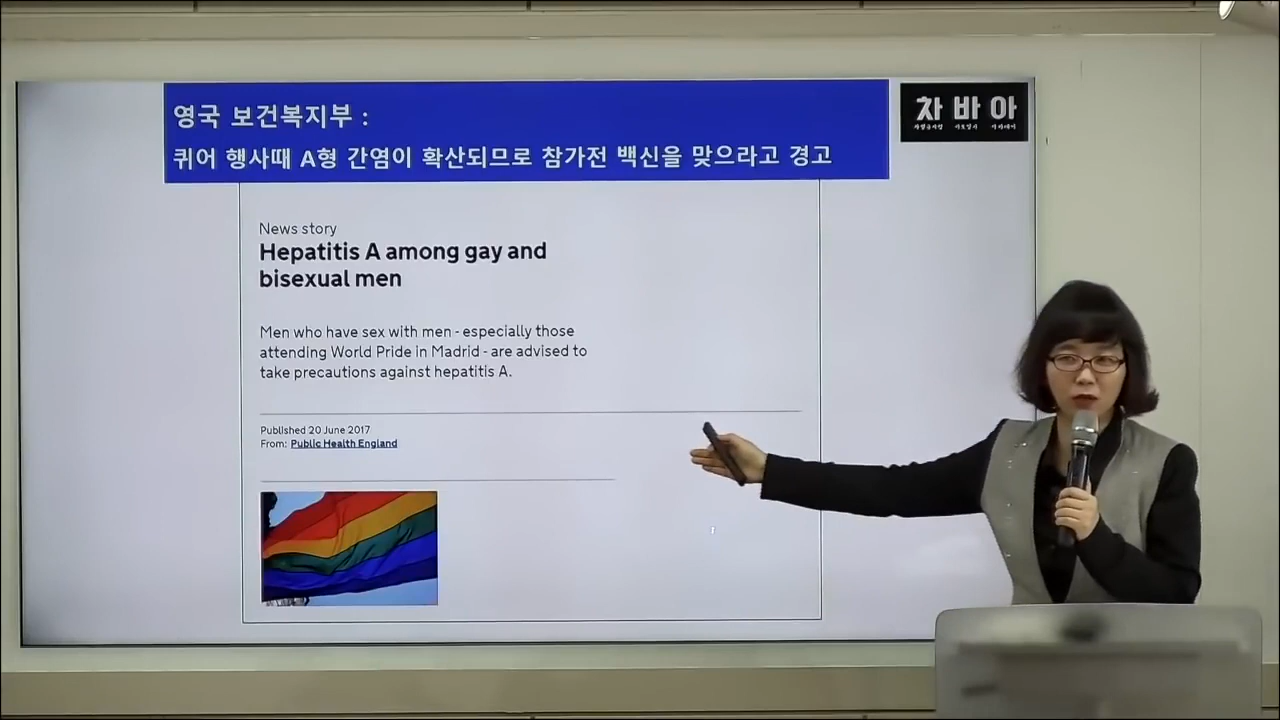 영국 보건복지부 :
퀴어 행사때 A형 간염이 확산되므로 참가전 백신을 맞으라고 경고
차 바 아
News story
Hepatitis A among gay and
bisexual men
Men who have sex with men - especially those
attending World Pride in Madrid - are advised to
take precautions against hepatitis A.
Published 20 June 2017
From: Public Health England